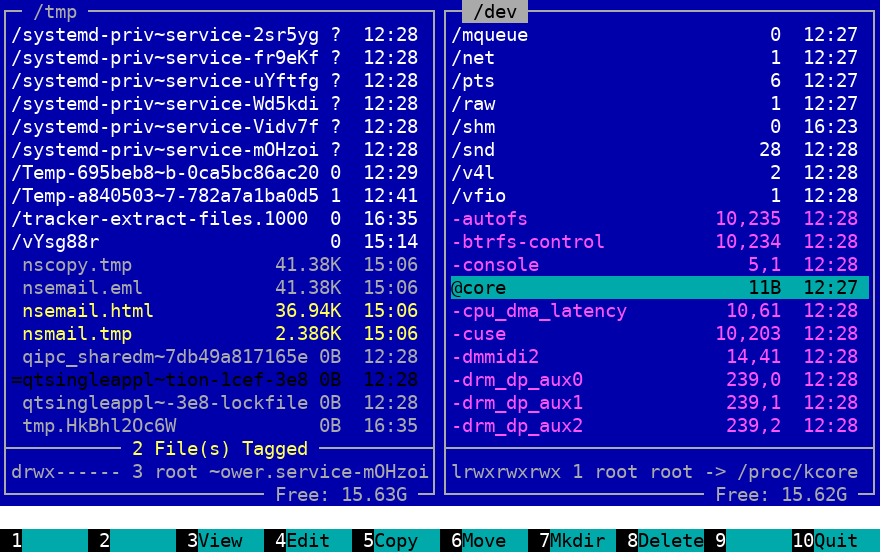 /tmp
/systemd-priv~service-2sr5yg ? 12:28
/systemd-priv~service-fr9eKf ? 12:28
/systemd-priv~service-uYftfg ? 12:28
/systemd-priv~service-Wd5kdi ? 12:28
/systemd-priv~service-Vidv7f ? 12:28
/systemd-priv~service-mOHzoi ? 12:28
/Temp-695beb8~b-0ca5bc86ac20 0 12:29
/Temp-a840503~7-782a7a1ba0d5 1 12:41
/tracker-extract-files.1000 0 16:35
/vYsg88r 0 15:14
nscopy.tmp 41.38K 15:06
nsemail.eml 41.38K 15:06
nsemail.html 36.94K 15:06
nsmail.tmp 2.386K 15:06
qipc_sharedm~7db49a817165e 0B 12:28
=qtsingleappl~tion-1cef-3e8 0B 12:28
qtsingleappl~-3e8-lockfile 0B 12:28
tmp.HkBhl2Oc6W 0B 16:35
2 File(s) Tagged
drwx------ 3 root ~ower.service-mOHzoi
Free: 15.63G
/dev
/mqueue 0 12:27
/net 1 12:27
/pts 6 12:27
/raw 1 12:27
/shm 0 16:23
/snd 28 12:28
/v4l 2 12:28
/vfio 1 12:28
-autofs 10,235 12:28
-btrfs-control 10,234 12:28
-console 5,1 12:28
@core 11B 12:27
-cpu_dma_latency 10,61 12:28
-cuse 10,203 12:28
-dmmidi2 14,41 12:28
-drm_dp_aux0 239,0 12:28
-drm_dp_aux1 239,1 12:28
-drm_dp_aux2 239,2 12:28
lrwxrwxrwx 1 root root -> /proc/kcore
Free: 15.62G
1 2 3View 4Edit 5Copy 6Move 7Mkdir 8Delete 9 10Quit